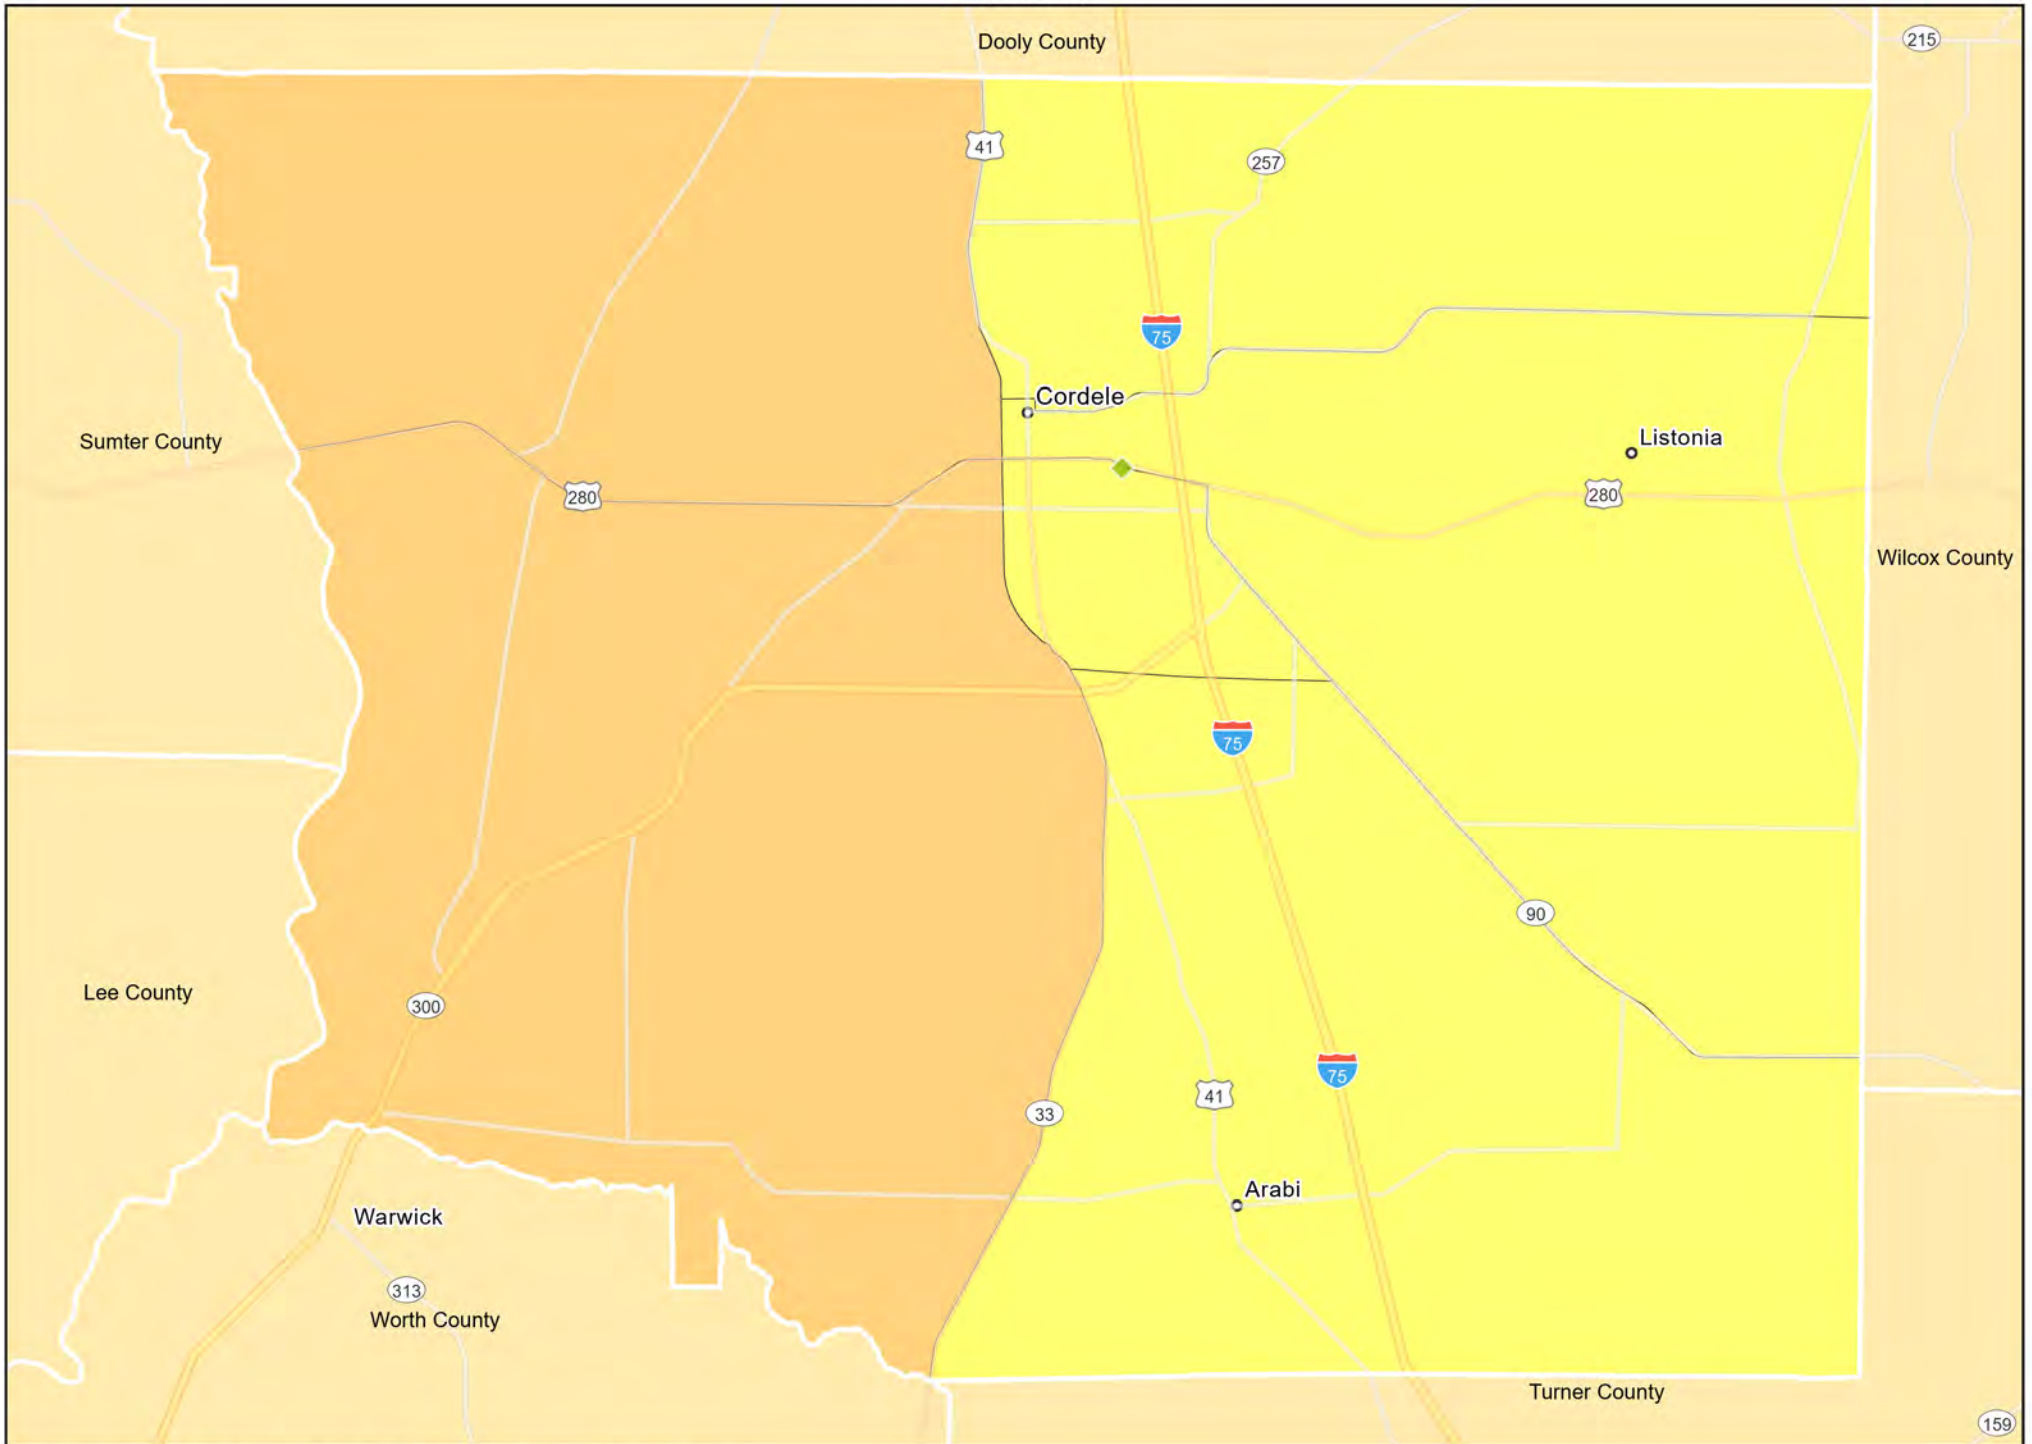 Dooly County
215
41
257
75
Cordele
Listonia
Sumter County
280
280
Wilcox County
75
90
Lee County
300
75
41
33
Arabi
Warwick
313
Worth County
Turner County
159